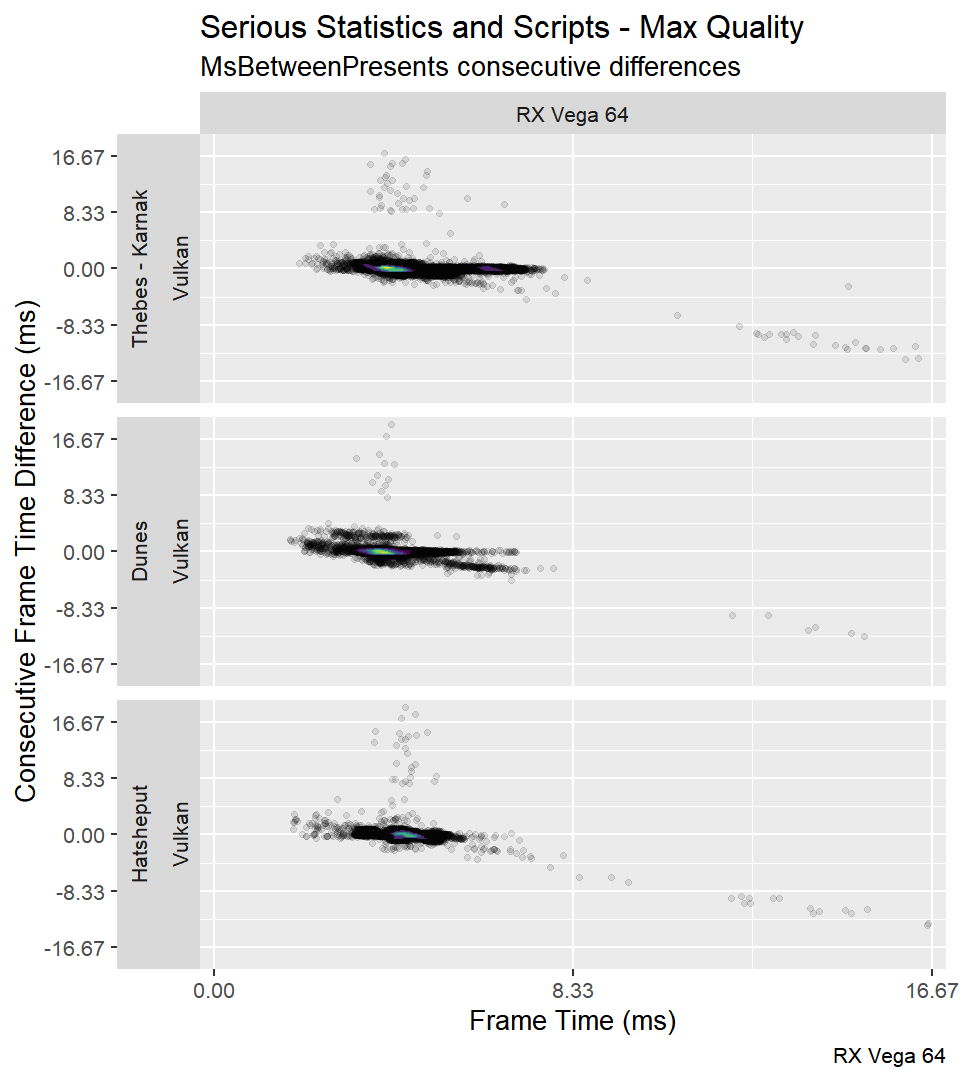 Serious Statistics and Scripts - Max Quality
MsBetweenPresents consecutive differences
RX Vega 64
Consecutive Frame Time Difference (ms)
Thebes - Karnak
Vulkan
16.67
8.33
0.00
-8.33
-16.67
Dunes
Vulkan
16.67
8.33
0.00
-8.33
-16.67
Hatsheput
Vulkan
16.67
8.33
0.00
-8.33
-16.67
0.00 8.33 16.67
Frame Time (ms)
RX Vega 64